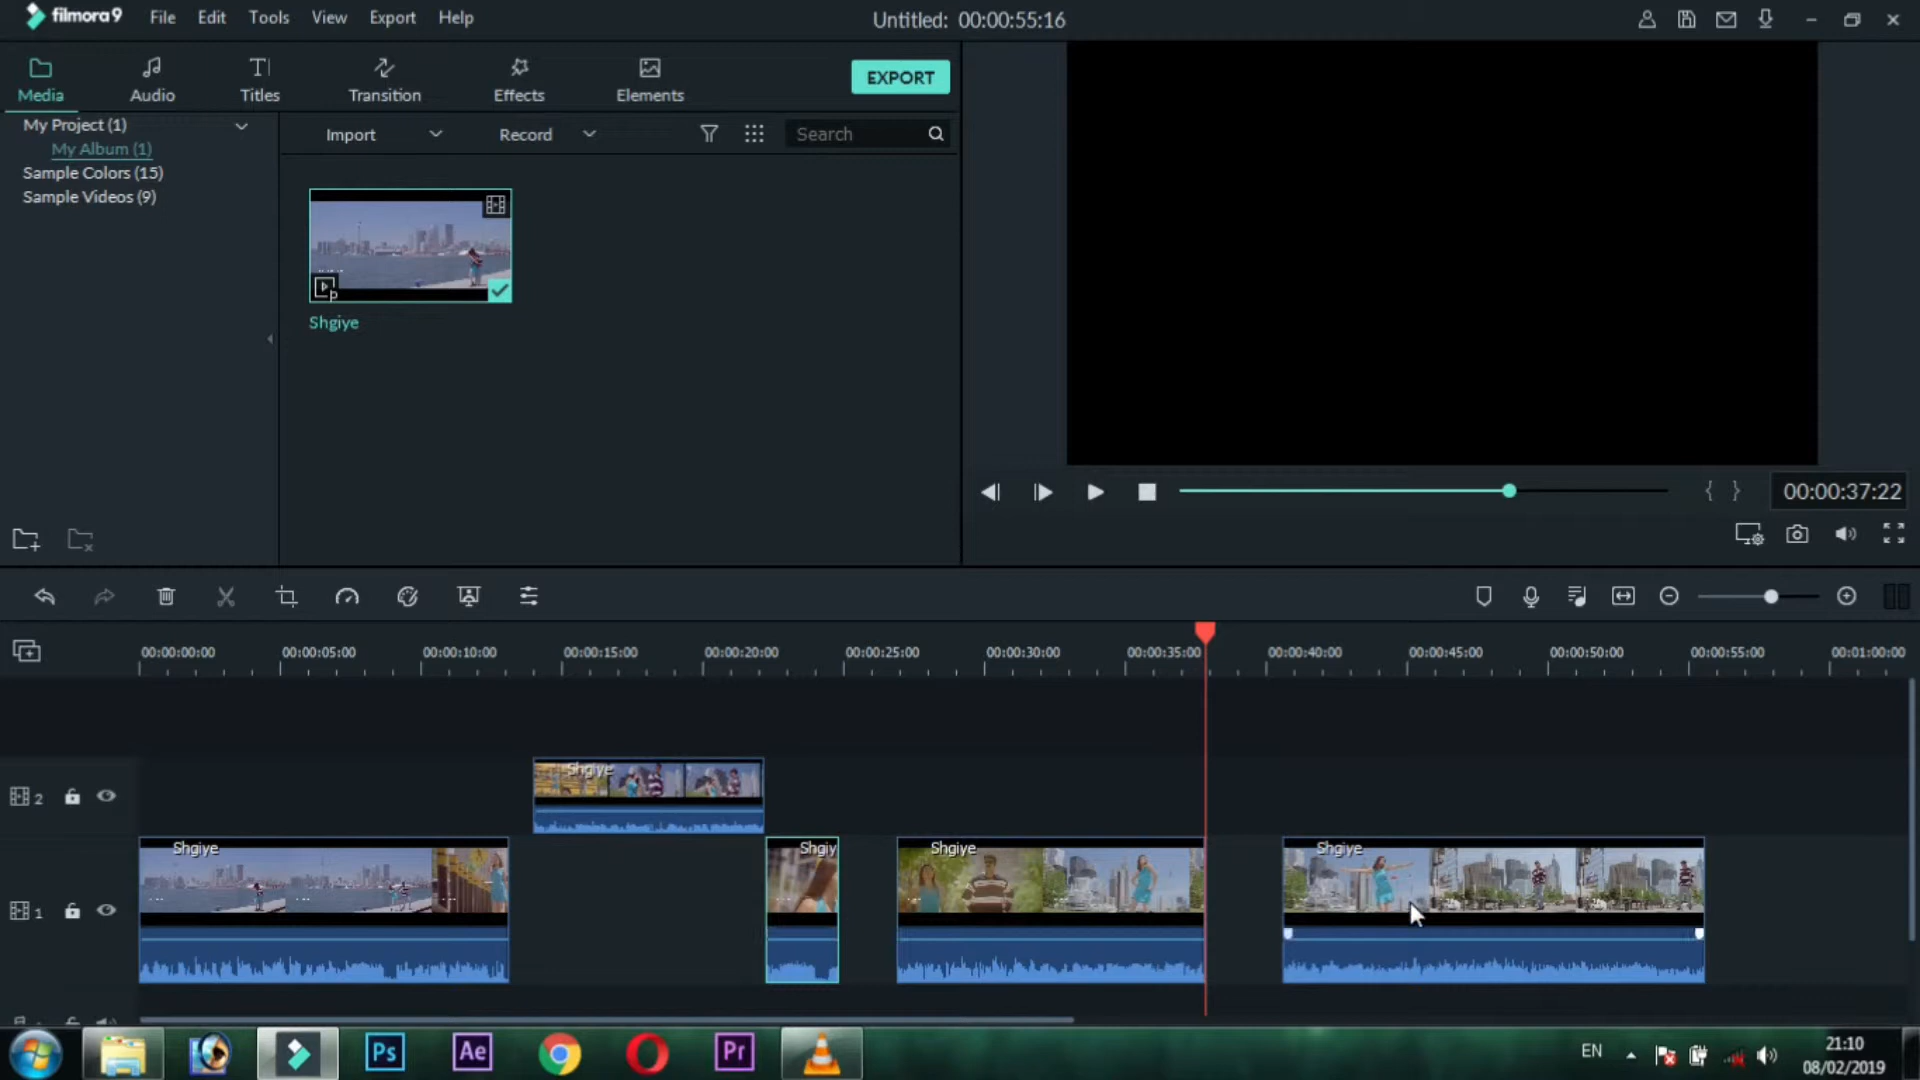 filmora9 File Edit Tools View Export Help Untitled: 00:00:55:16
Media Audio Titles Transition Effects Elements EXPORT
My Project (1)
My Album (1)
Sample Colors (15)
Sample Videos (9)
Import Record Search
Shgiye
00:00:37:22
00:00:00:00 00:00:05:00 00:00:10:00 00:00:15:00 00:00:20:00 00:00:25:00 00:00:30:00 00:00:35:00 00:00:40:00 00:00:45:00 00:00:50:00 00:00:55:00 00:01:00:00
2 Shgiye
1 Shgiye Shgiy Shgiye Shgiye
Ps Ae Pr EN 21:10
08/02/2019